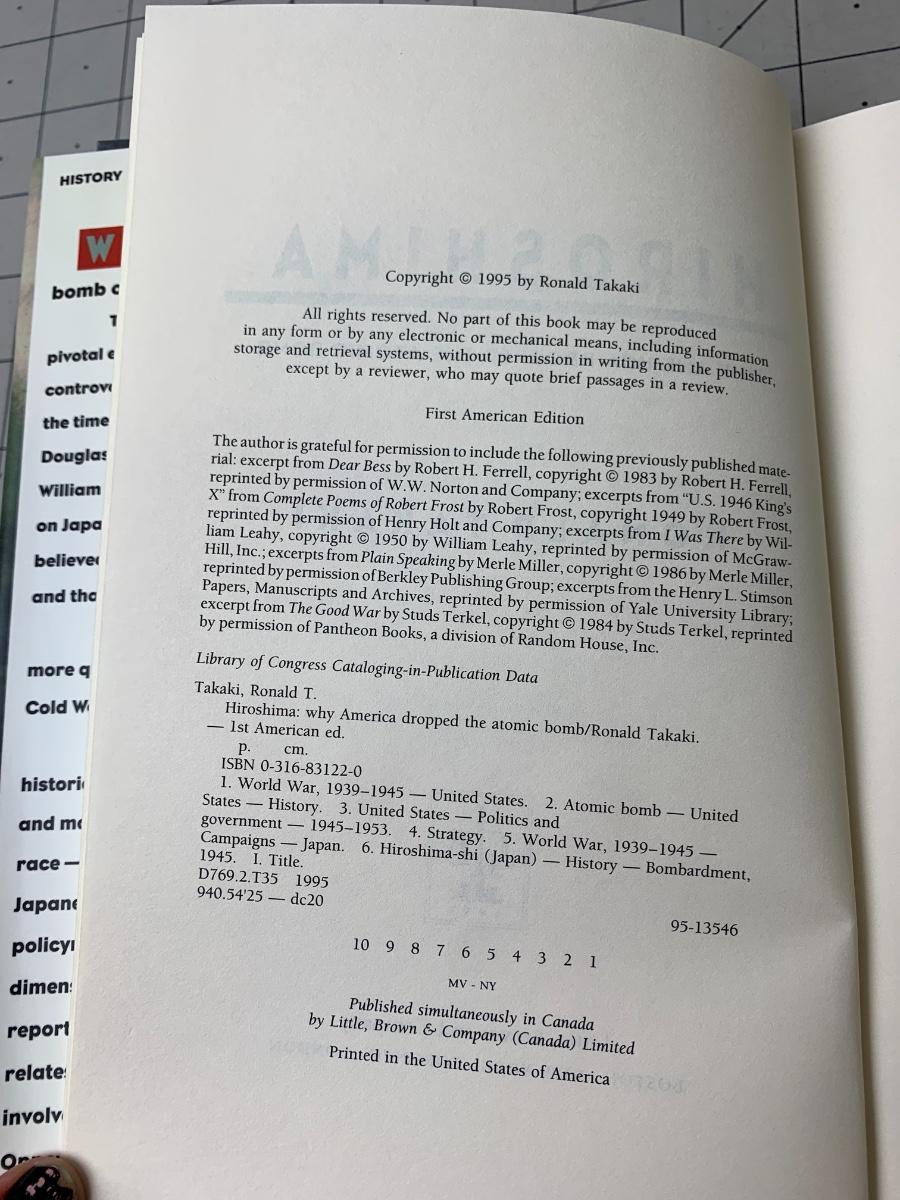 HISTORY
W
bomb
pivotal
the time
Douglas
William
on
and
more
Cold
and
race —
Copyright © 1995 by Ronald Takaki
All rights reserved. No part of this book may be reproduced
in any form or by any electronic or mechanical means, including information
storage and retrieval systems, without permission in writing from the publisher,
except by a reviewer, who may quote brief passages in a review.
First American Edition
The author is grateful for permission to include the following previously published mate-
rial: excerpt from Dear Bess by Robert H. Ferrell, copyright © 1983 by Robert H. Ferrell,
reprinted by permission of W.W. Norton and Company; excerpts from “U.S. 1946 King's
X” from Complete Poems of Robert Frost by Robert Frost, copyright 1949 by Robert Frost,
reprinted by permission of Henry Holt and Company; excerpts from I Was There by Wil-
liam Leahy, copyright © 1950 by William Leahy, reprinted by permission of McGraw-
Hill, Inc.; excerpts from Plain Speaking by Merle Miller, copyright © 1986 by Merle Miller,
reprinted by permission of Berkley Publishing Group; excerpts from the Henry L. Stimson
Papers, Manuscripts and Archives, reprinted by permission of Yale University Library;
excerpt from The Good War by Studs Terkel, copyright © 1984 by Studs Terkel, reprinted
by permission of Pantheon Books, a division of Random House, Inc.
Library of Congress Cataloging-in-Publication Data
Takaki, Ronald T.
Hiroshima: why America dropped the atomic bomb/Ronald Takaki.
— 1st American ed.
p. cm.
ISBN 0-316-83122-0
1. World War, 1939–1945 — United States. 2. Atomic bomb — United
States — History. 3. United States — Politics and
government — 1945–1953. 4. Strategy. 5. World War, 1939–1945 —
Campaigns — Japan. 6. Hiroshima-shi (Japan) — History — Bombardment,
1945. I. Title.
D769.2.T35 1995
940.54'25 — dc20
95-13546
10 9 8 7 6 5 4 3 2 1
MV - NY
Published simultaneously in Canada
by Little, Brown & Company (Canada) Limited
Printed in the United States of America